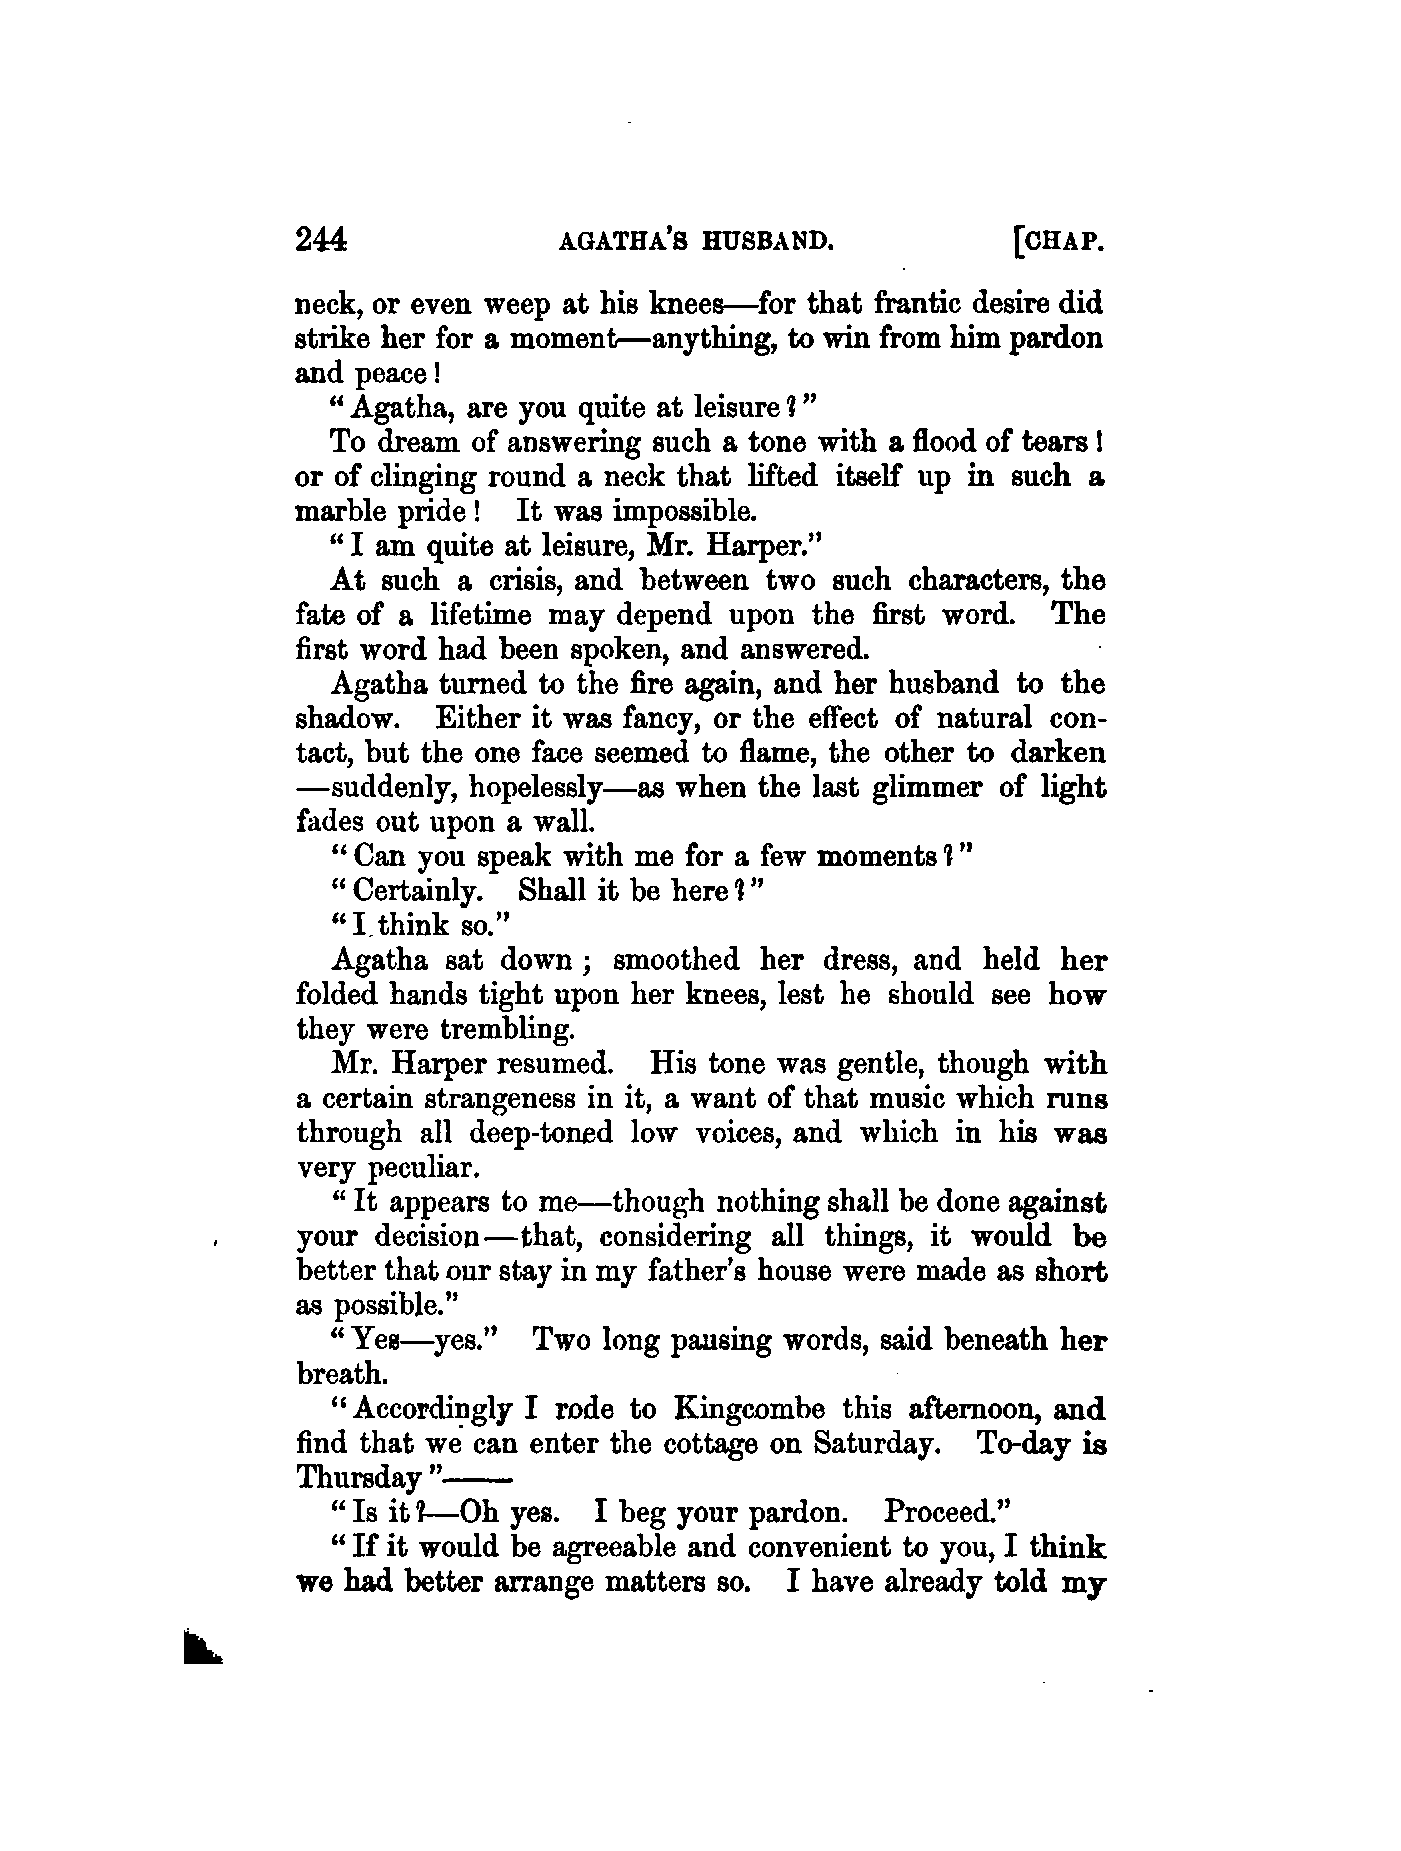 244 AGATHA'S HUSBAND. [CHAP.
neck, or even weep at his knees—for that frantic desire did
strike her for a moment—anything, to win from him pardon
and peace!
"Agatha, are you quite at leisure?"
To dream of answering such a tone with a flood of tears!
or of clinging round a neck that lifted itself up in such a
marble pride! It was impossible.
"I am quite at leisure, Mr. Harper."
At such a crisis, and between two such characters, the
fate of a lifetime may depend upon the first word. The
first word had been spoken, and answered.
Agatha turned to the fire again, and her husband to the
shadow. Either it was fancy, or the effect of natural con-
tact, but the one face seemed to flame, the other to darken
—suddenly, hopelessly—as when the last glimmer of light
fades out upon a wall.
"Can you speak with me for a few moments?"
"Certainly. Shall it be here?"
"I think so."
Agatha sat down; smoothed her dress, and held her
folded hands tight upon her knees, lest he should see how
they were trembling.
Mr. Harper resumed. His tone was gentle, though with
a certain strangeness in it, a want of that music which runs
through all deep-toned low voices, and which in his was
very peculiar.
"It appears to me—though nothing shall be done against
your decision—that, considering all things, it would be
better that our stay in my father's house were made as short
as possible."
"Yes—yes." Two long pausing words, said beneath her
breath.
"Accordingly I rode to Kingcombe this afternoon, and
find that we can enter the cottage on Saturday. To-day is
Thursday"——
"Is it?—Oh yes. I beg your pardon. Proceed."
"If it would be agreeable and convenient to you, I think
we had better arrange matters so. I have already told my